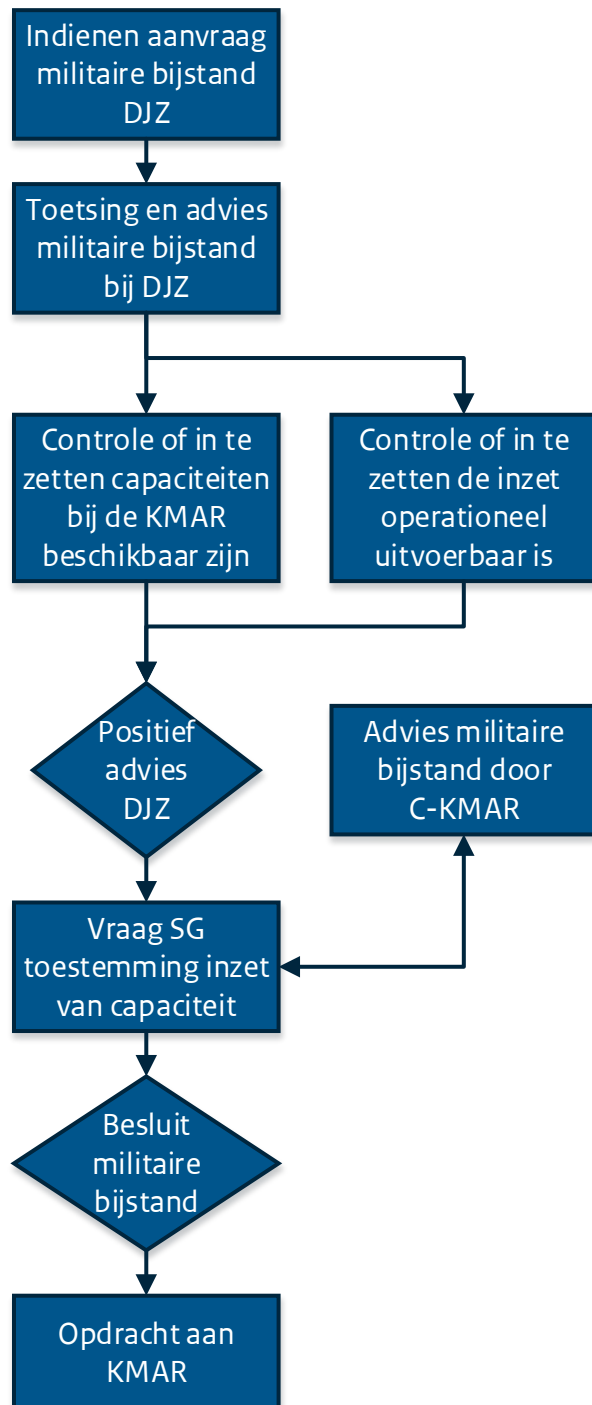 Indienen aanvraag
militaire bijstand
DJZ
Toetsing en advies
militaire bijstand
bij DJZ
Controle of in te
zetten capaciteiten
bij de KMAR
beschikbaar zijn
Controle of in te
zetten de inzet
operationeel
uitvoerbaar is
Positief
advies
DJZ
Advies militaire
bijstand door
C-KMAR
Vraag SG
toestemming inzet
van capaciteit
Besluit
militaire
bijstand
Opdracht aan
KMAR